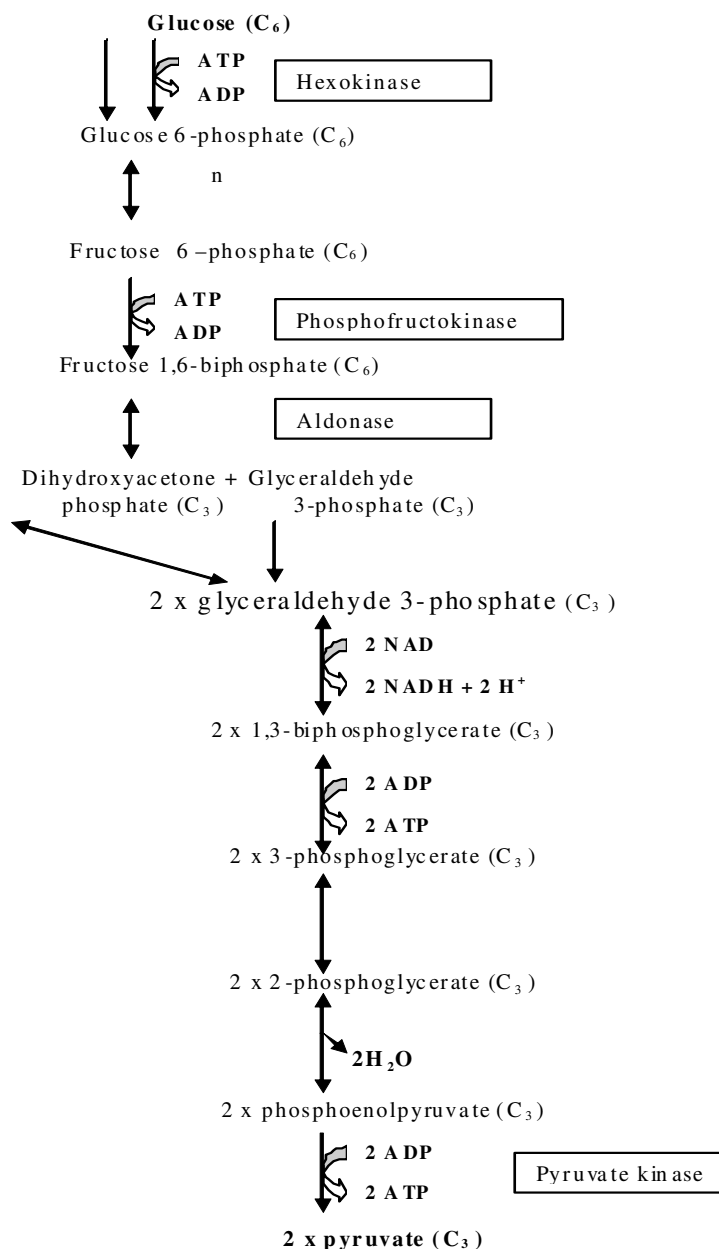 Glucose (C₆)
ATP
ADP
Hexokinase
Glucose 6-phosphate (C₆)
n
Fructose 6–phosphate (C₆)
ATP
ADP
Phosphofructokinase
Fructose 1,6-biphosphate (C₆)
Aldonase
Dihydroxyacetone + Glyceraldehyde
phosphate (C₃) 3-phosphate (C₃)
2 x glyceraldehyde 3-phosphate (C₃)
2 NAD
2 NADH + 2 H⁺
2 x 1,3-biphosphoglycerate (C₃)
2 ADP
2 ATP
2 x 3-phosphoglycerate (C₃)
2 x 2-phosphoglycerate (C₃)
2H₂O
2 x phosphoenolpyruvate (C₃)
2 ADP
2 ATP
Pyruvate kinase
2 x pyruvate (C₃)